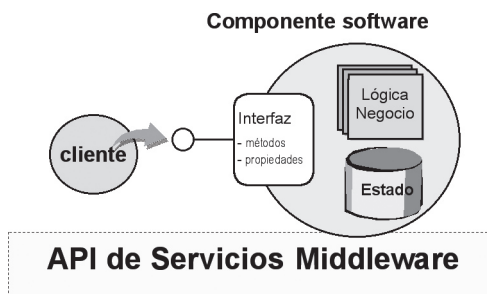 Componente software
Lógica
Negocio
Interfaz
- métodos
- propiedades
cliente
Estado
API de Servicios Middleware